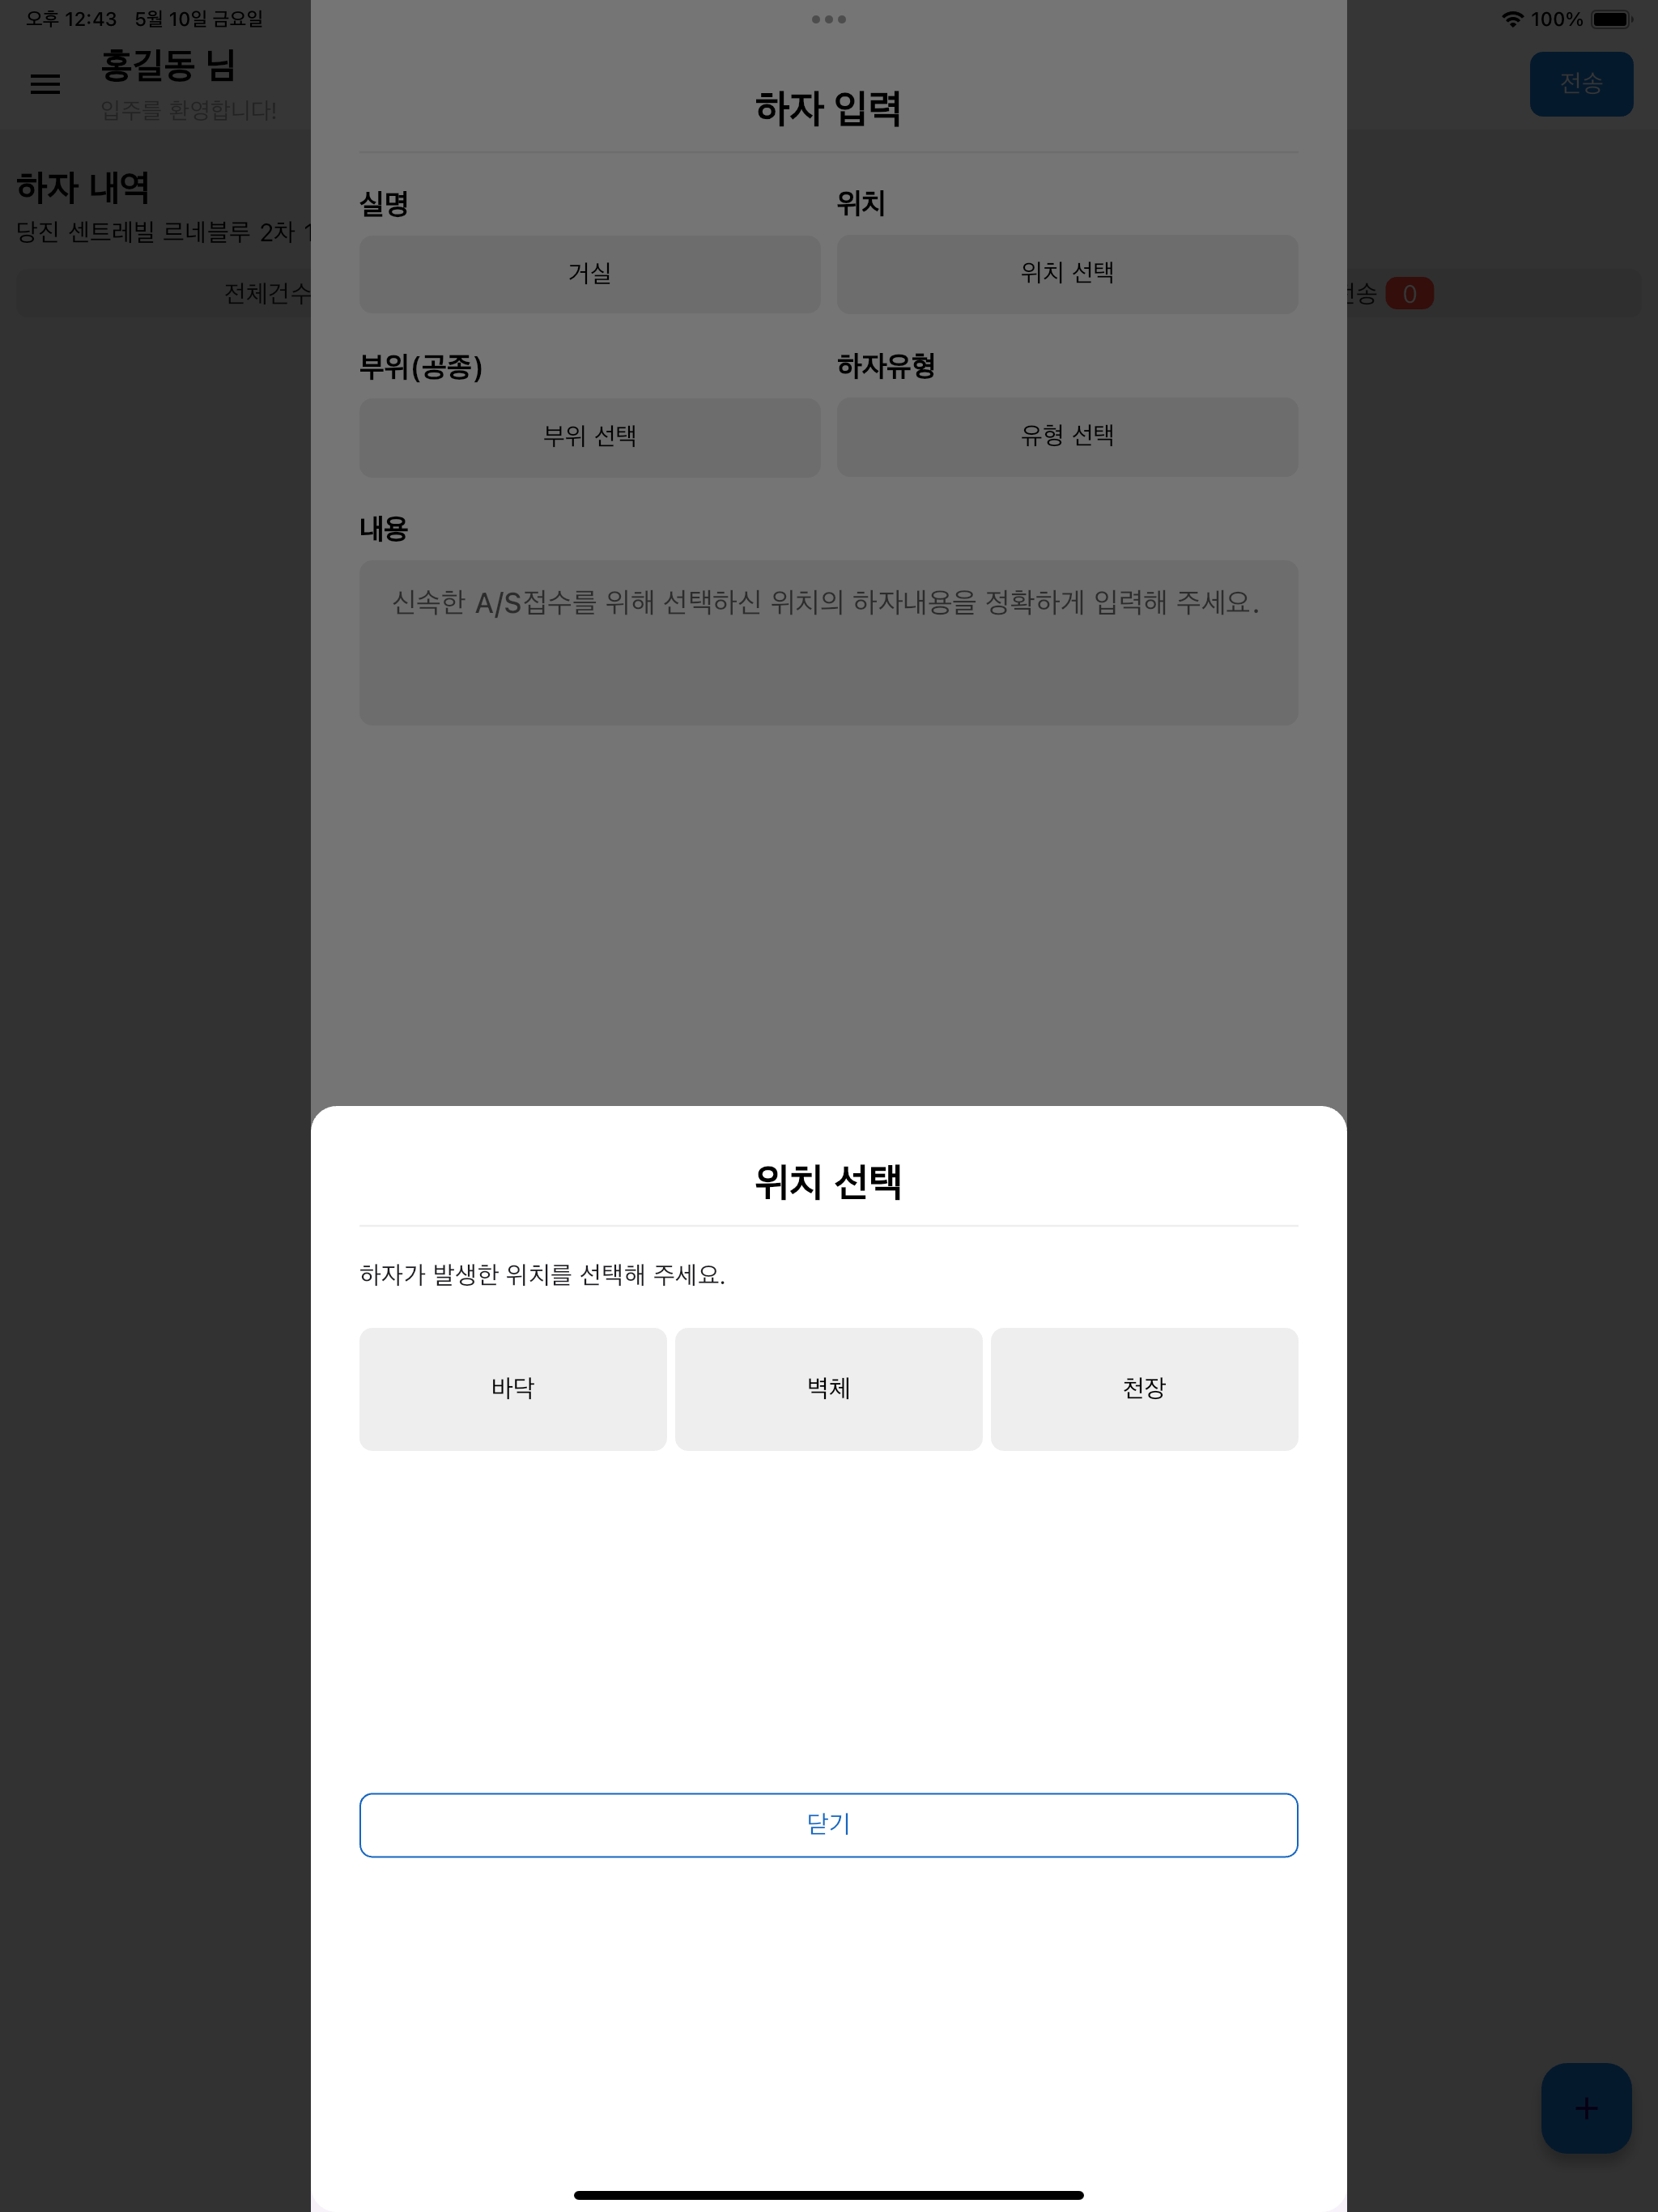 오후 12:43 5월 10일 금요일
100%
홍길동 님
입주를 환영합니다!
전송
하자 내역
당진 센트레빌 르네블루 2차
전체건수
0
하자 입력
실명
위치
거실
위치 선택
부위(공종)
하자유형
부위 선택
유형 선택
내용
신속한 A/S접수를 위해 선택하신 위치의 하자내용을 정확하게 입력해 주세요.
위치 선택
하자가 발생한 위치를 선택해 주세요.
바닥
벽체
천장
닫기